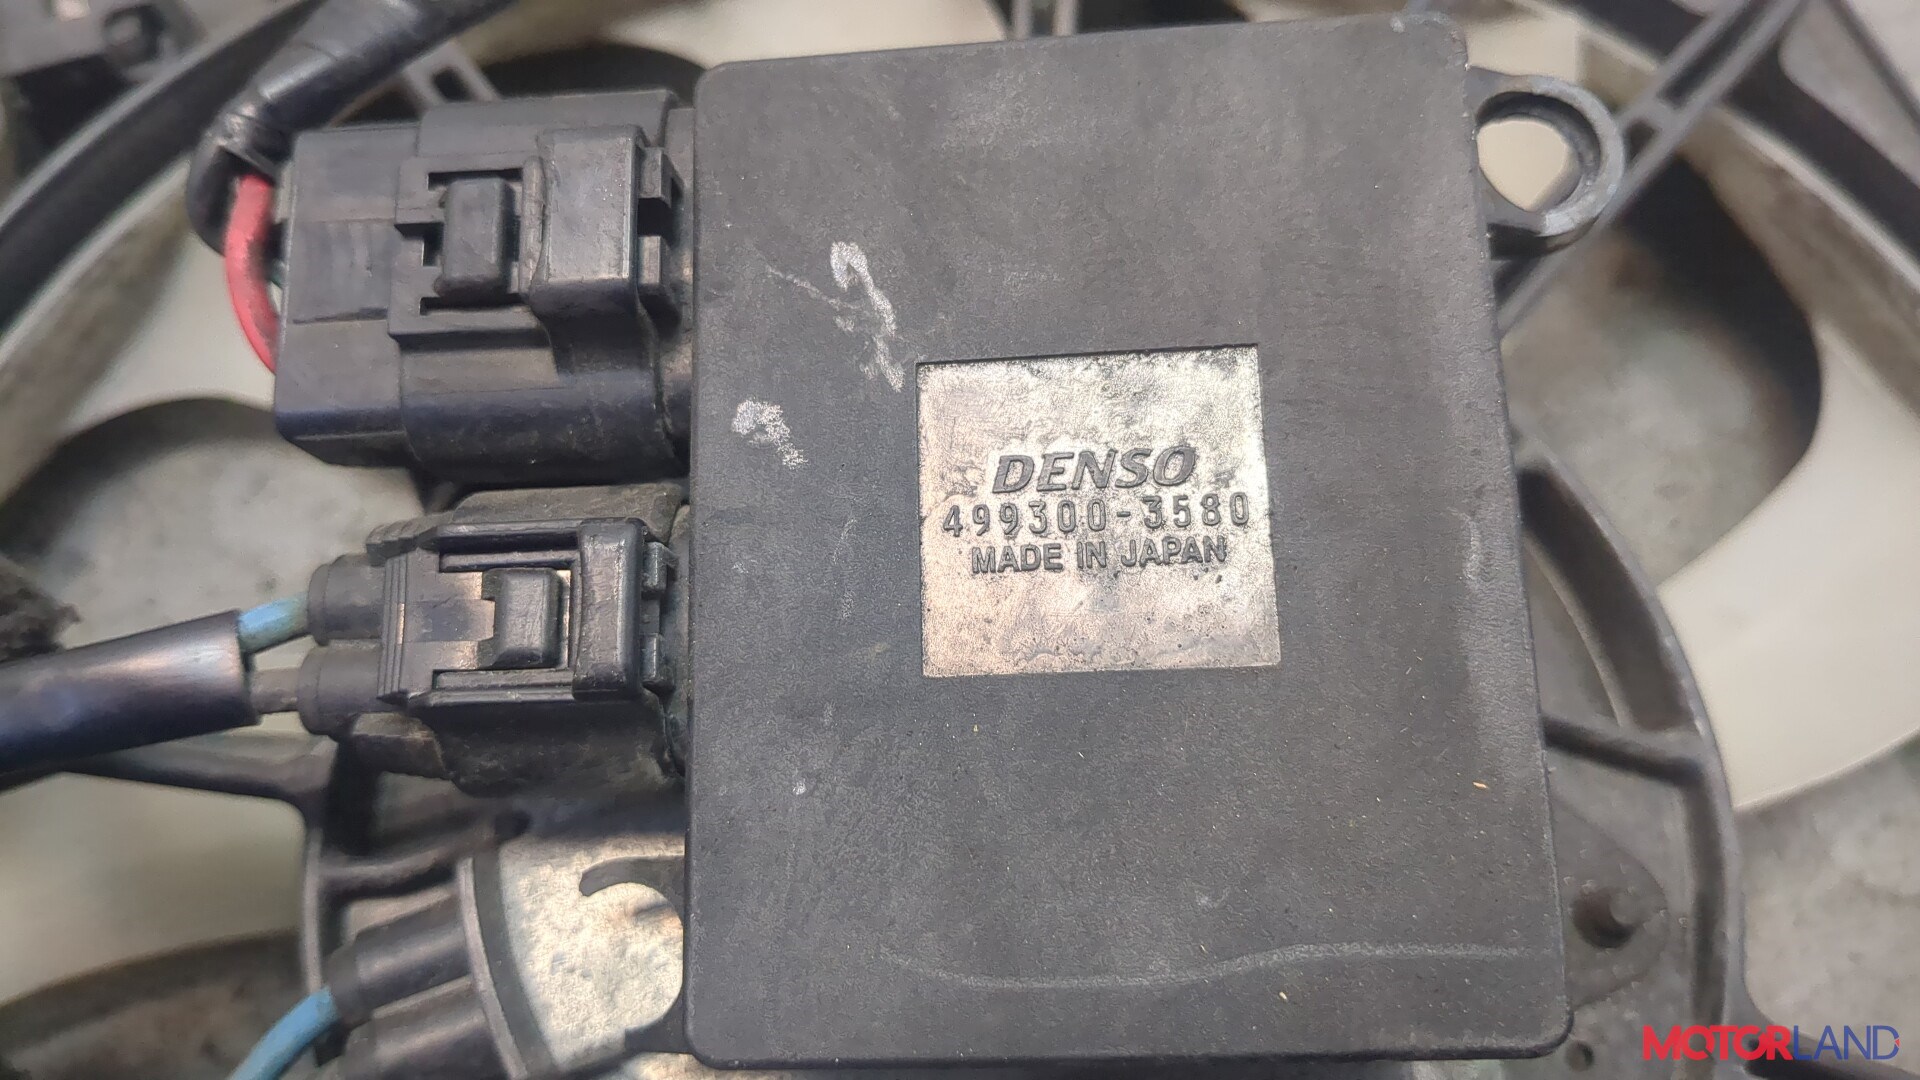 DENSO
499300-3580
MADE IN JAPAN
MOTORLAND